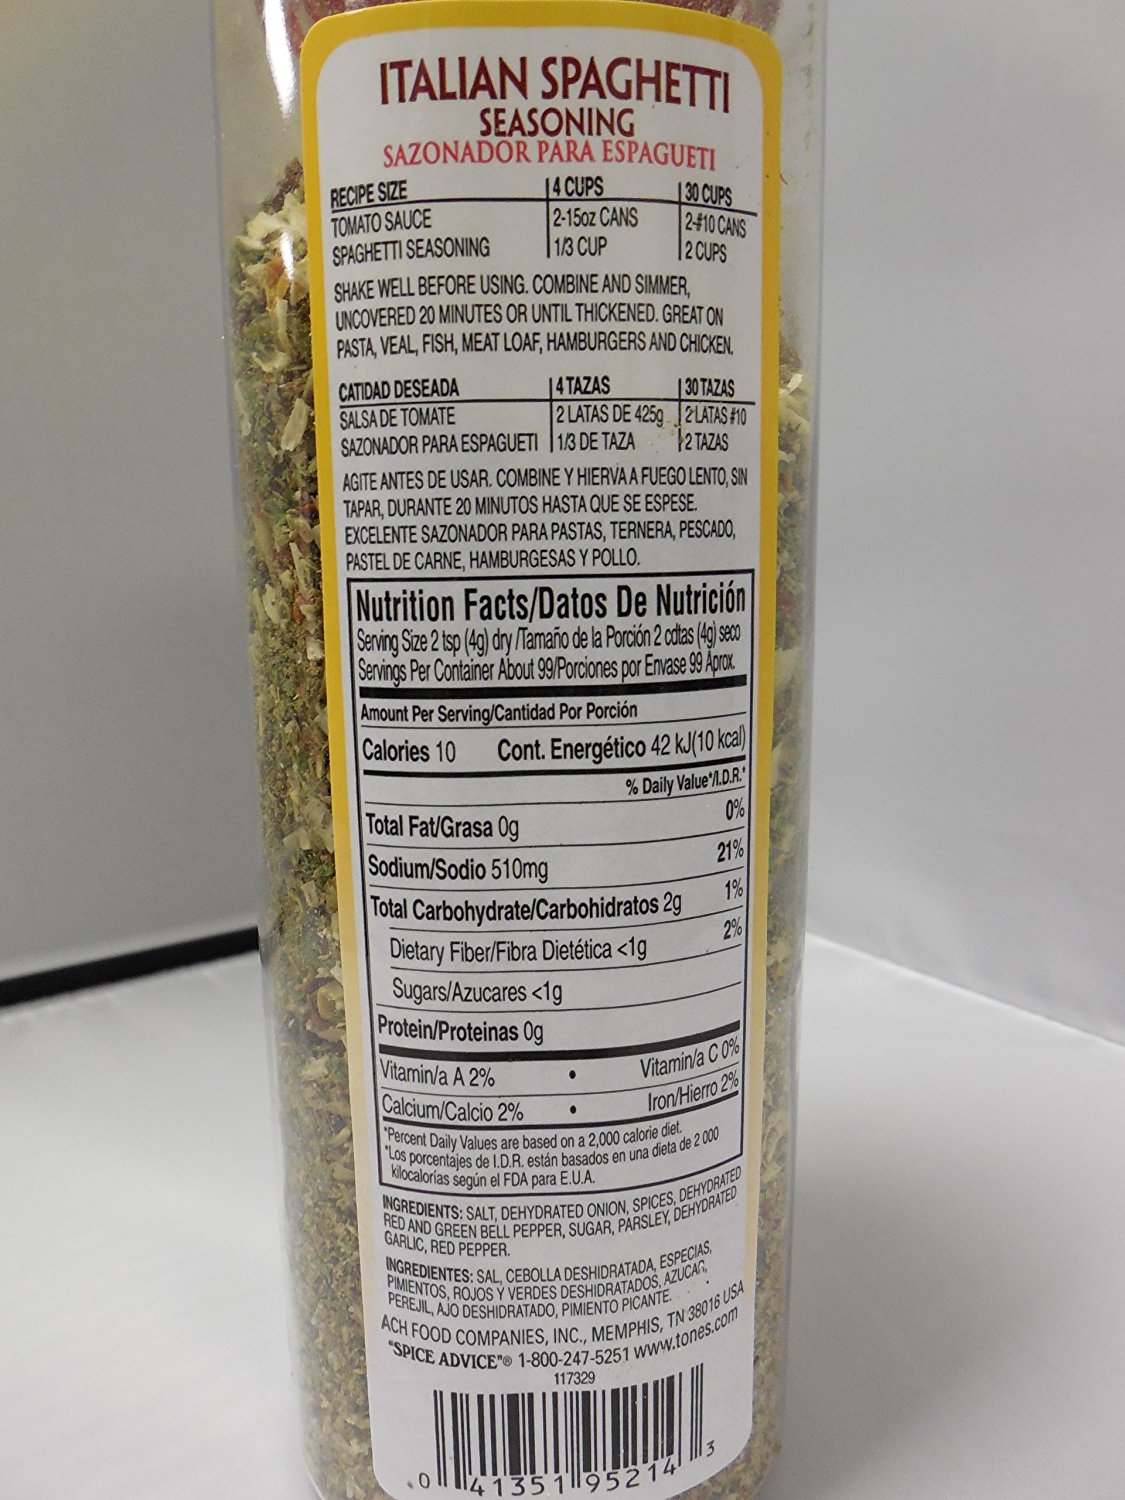 ITALIAN SPAGHETTI
SEASONING
SAZONADOR PARA ESPAGUETI
RECIPE SIZE 4 CUPS 30 CUPS
TOMATO SAUCE 2-15oz CANS 2-#10 CANS
SPAGHETTI SEASONING 1/3 CUP 2 CUPS
SHAKE WELL BEFORE USING. COMBINE AND SIMMER,
UNCOVERED 20 MINUTES OR UNTIL THICKENED. GREAT ON
PASTA, VEAL, FISH, MEAT LOAF, HAMBURGERS AND CHICKEN.
CATIDAD DESEADA 4 TAZAS 30 TAZAS
SALSA DE TOMATE 2 LATAS DE 425g 2 LATAS #10
SAZONADOR PARA ESPAGUETI 1/3 DE TAZA 2 TAZAS
AGITE ANTES DE USAR. COMBINE Y HIERVA A FUEGO LENTO, SIN
TAPAR, DURANTE 20 MINUTOS HASTA QUE SE ESPESE.
EXCELENTE SAZONADOR PARA PASTAS, TERNERA, PESCADO,
PASTEL DE CARNE, HAMBURGESAS Y POLLO.
Nutrition Facts/Datos De Nutrición
Serving Size 2 tsp (4g) dry/Tamaño de la Porción 2 cdtas (4g) seco
Servings Per Container About 99/Porciones por Envase 99 Aprox.
Amount Per Serving/Cantidad Por Porción
Calories 10 Cont. Energético 42 kJ(10 kcal)
% Daily Value*/I.D.R.*
Total Fat/Grasa 0g 0%
Sodium/Sodio 510mg 21%
Total Carbohydrate/Carbohidratos 2g 1%
Dietary Fiber/Fibra Dietética <1g 2%
Sugars/Azucares <1g
Protein/Proteinas 0g
Vitamin/a A 2% • Vitamin/a C 0%
Calcium/Calcio 2% • Iron/Hierro 2%
*Percent Daily Values are based on a 2,000 calorie diet.
*Los porcentajes de I.D.R. están basados en una dieta de 2 000
kilocalorías según el FDA para E.U.A.
INGREDIENTS: SALT, DEHYDRATED ONION, SPICES, DEHYDRATED
RED AND GREEN BELL PEPPER, SUGAR, PARSLEY, DEHYDRATED
GARLIC, RED PEPPER.
INGREDIENTES: SAL, CEBOLLA DESHIDRATADA, ESPECIAS,
PIMIENTOS, ROJOS Y VERDES DESHIDRATADOS, AZUCAR,
PEREJIL, AJO DESHIDRATADO, PIMIENTO PICANTE.
ACH FOOD COMPANIES, INC., MEMPHIS, TN 38016 USA
"SPICE ADVICE"® 1-800-247-5251 www.tones.com
117329
0 41351 95214 3